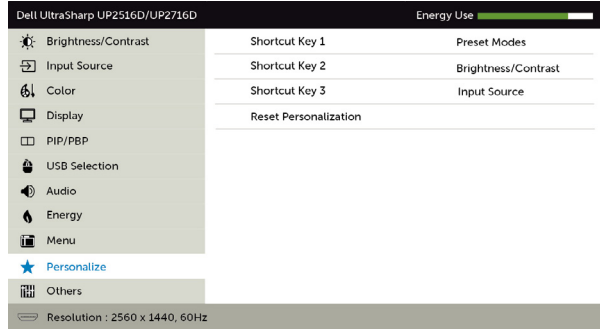 Dell UltraSharp UP2516D/UP2716D Energy Use
Brightness/Contrast Shortcut Key 1 Preset Modes
Input Source Shortcut Key 2 Brightness/Contrast
Color Shortcut Key 3 Input Source
Display Reset Personalization
PIP/PBP
USB Selection
Audio
Energy
Menu
Personalize
Others
Resolution : 2560 x 1440, 60Hz